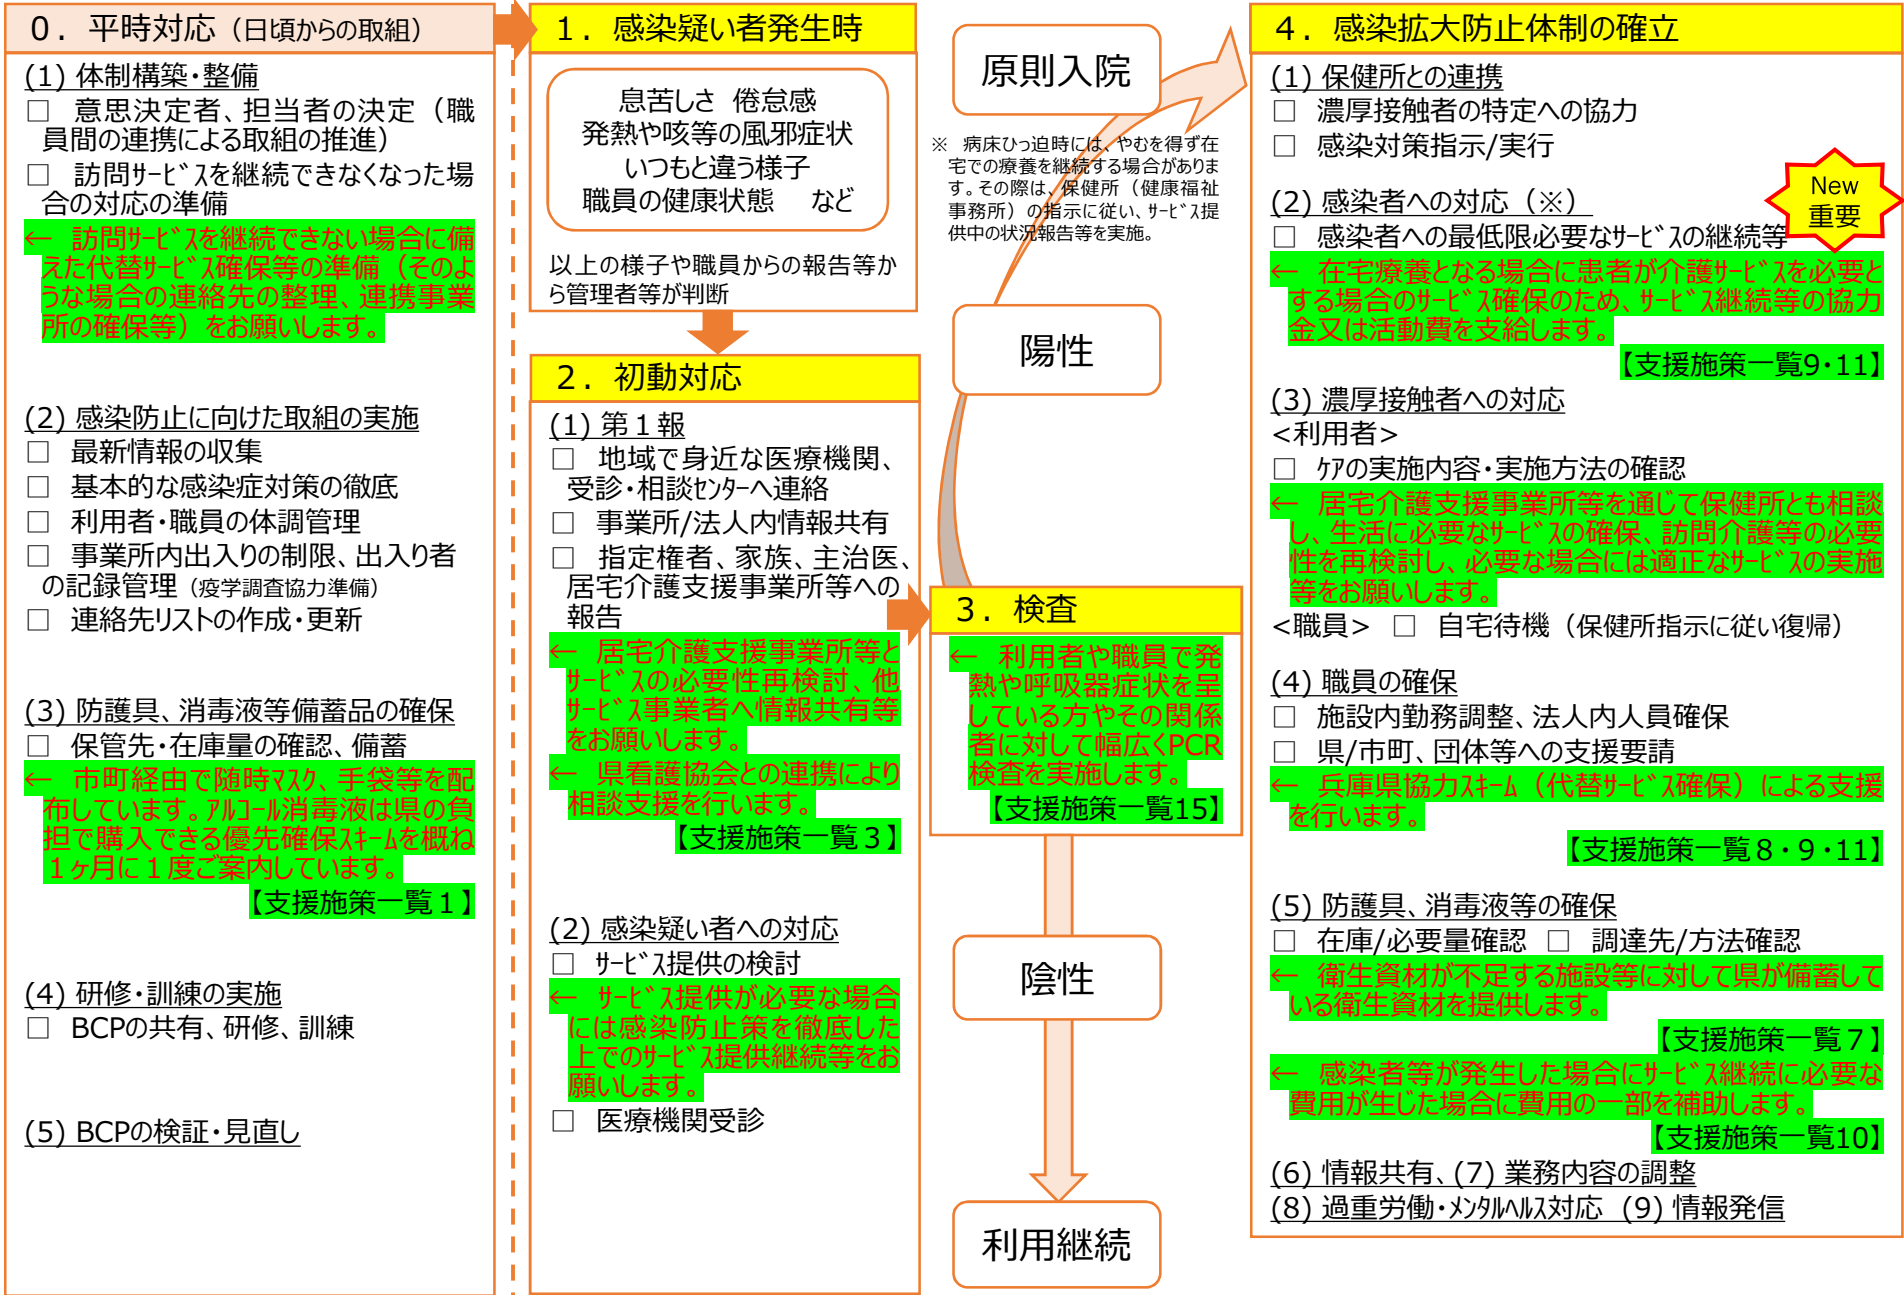 ０．平時対応（日頃からの取組）
(1) 体制構築・整備
□ 意思決定者、担当者の決定（職
員間の連携による取組の推進）
□ 訪問ｻｰﾋﾞｽを継続できなくなった場
合の対応の準備
← 訪問ｻｰﾋﾞｽを継続できない場合に備
えた代替ｻｰﾋﾞｽ確保等の準備（そのよ
うな場合の連絡先の整理、連携事業
所の確保等）をお願いします。
(2) 感染防止に向けた取組の実施
□ 最新情報の収集
□ 基本的な感染症対策の徹底
□ 利用者・職員の体調管理
□ 事業所内出入りの制限、出入り者
の記録管理（疫学調査協力準備）
□ 連絡先ﾘｽﾄの作成・更新
(3) 防護具、消毒液等備蓄品の確保
□ 保管先・在庫量の確認、備蓄
← 市町経由で随時ﾏｽｸ、手袋等を配
布しています。ｱﾙｺｰﾙ消毒液は県の負
担で購入できる優先確保ｽｷｰﾑを概ね
１ヶ月に１度ご案内しています。
【支援施策一覧１】
(4) 研修・訓練の実施
□ BCPの共有、研修、訓練
(5) BCPの検証・見直し
１．感染疑い者発生時
息苦しさ 倦怠感
発熱や咳等の風邪症状
いつもと違う様子
職員の健康状態 など
以上の様子や職員からの報告等か
ら管理者等が判断
２．初動対応
(1) 第１報
□ 地域で身近な医療機関、
受診・相談ｾﾝﾀｰへ連絡
□ 事業所/法人内情報共有
□ 指定権者、家族、主治医、
居宅介護支援事業所等への
報告
← 居宅介護支援事業所等と
ｻｰﾋﾞｽの必要性再検討、他
ｻｰﾋﾞｽ事業者へ情報共有等
をお願いします。
← 県看護協会との連携により
相談支援を行います。
【支援施策一覧３】
(2) 感染疑い者への対応
□ ｻｰﾋﾞｽ提供の検討
← ｻｰﾋﾞｽ提供が必要な場合
には感染防止策を徹底した
上でのｻｰﾋﾞｽ提供継続等をお
願いします。
□ 医療機関受診
原則入院
※ 病床ひっ迫時には、やむを得ず在
宅での療養を継続する場合がありま
す。その際は、保健所（健康福祉
事務所）の指示に従い、ｻｰﾋﾞｽ提
供中の状況報告等を実施。
陽性
３．検査
← 利用者や職員で発
熱や呼吸器症状を呈
している方やその関係
者に対して幅広くPCR
検査を実施します。
【支援施策一覧15】
陰性
利用継続
４．感染拡大防止体制の確立
(1) 保健所との連携
□ 濃厚接触者の特定への協力
□ 感染対策指示/実行
New
重要
(2) 感染者への対応（※）
□ 感染者への最低限必要なｻｰﾋﾞｽの継続等
← 在宅療養となる場合に患者が介護ｻｰﾋﾞｽを必要と
する場合のｻｰﾋﾞｽ確保のため、ｻｰﾋﾞｽ継続等の協力
金又は活動費を支給します。
【支援施策一覧9・11】
(3) 濃厚接触者への対応
<利用者>
□ ｹｱの実施内容・実施方法の確認
← 居宅介護支援事業所等を通じて保健所とも相談
し、生活に必要なｻｰﾋﾞｽの確保、訪問介護等の必要
性を再検討し、必要な場合には適正なｻｰﾋﾞｽの実施
等をお願いします。
<職員> □ 自宅待機（保健所指示に従い復帰）
(4) 職員の確保
□ 施設内勤務調整、法人内人員確保
□ 県/市町、団体等への支援要請
← 兵庫県協力ｽｷｰﾑ（代替ｻｰﾋﾞｽ確保）による支援
を行います。
【支援施策一覧８・９・11】
(5) 防護具、消毒液等の確保
□ 在庫/必要量確認 □ 調達先/方法確認
← 衛生資材が不足する施設等に対して県が備蓄して
いる衛生資材を提供します。
【支援施策一覧７】
← 感染者等が発生した場合にｻｰﾋﾞｽ継続に必要な
費用が生じた場合に費用の一部を補助します。
【支援施策一覧10】
(6) 情報共有、(7) 業務内容の調整
(8) 過重労働・ﾒﾝﾀﾙﾍﾙｽ対応 (9) 情報発信